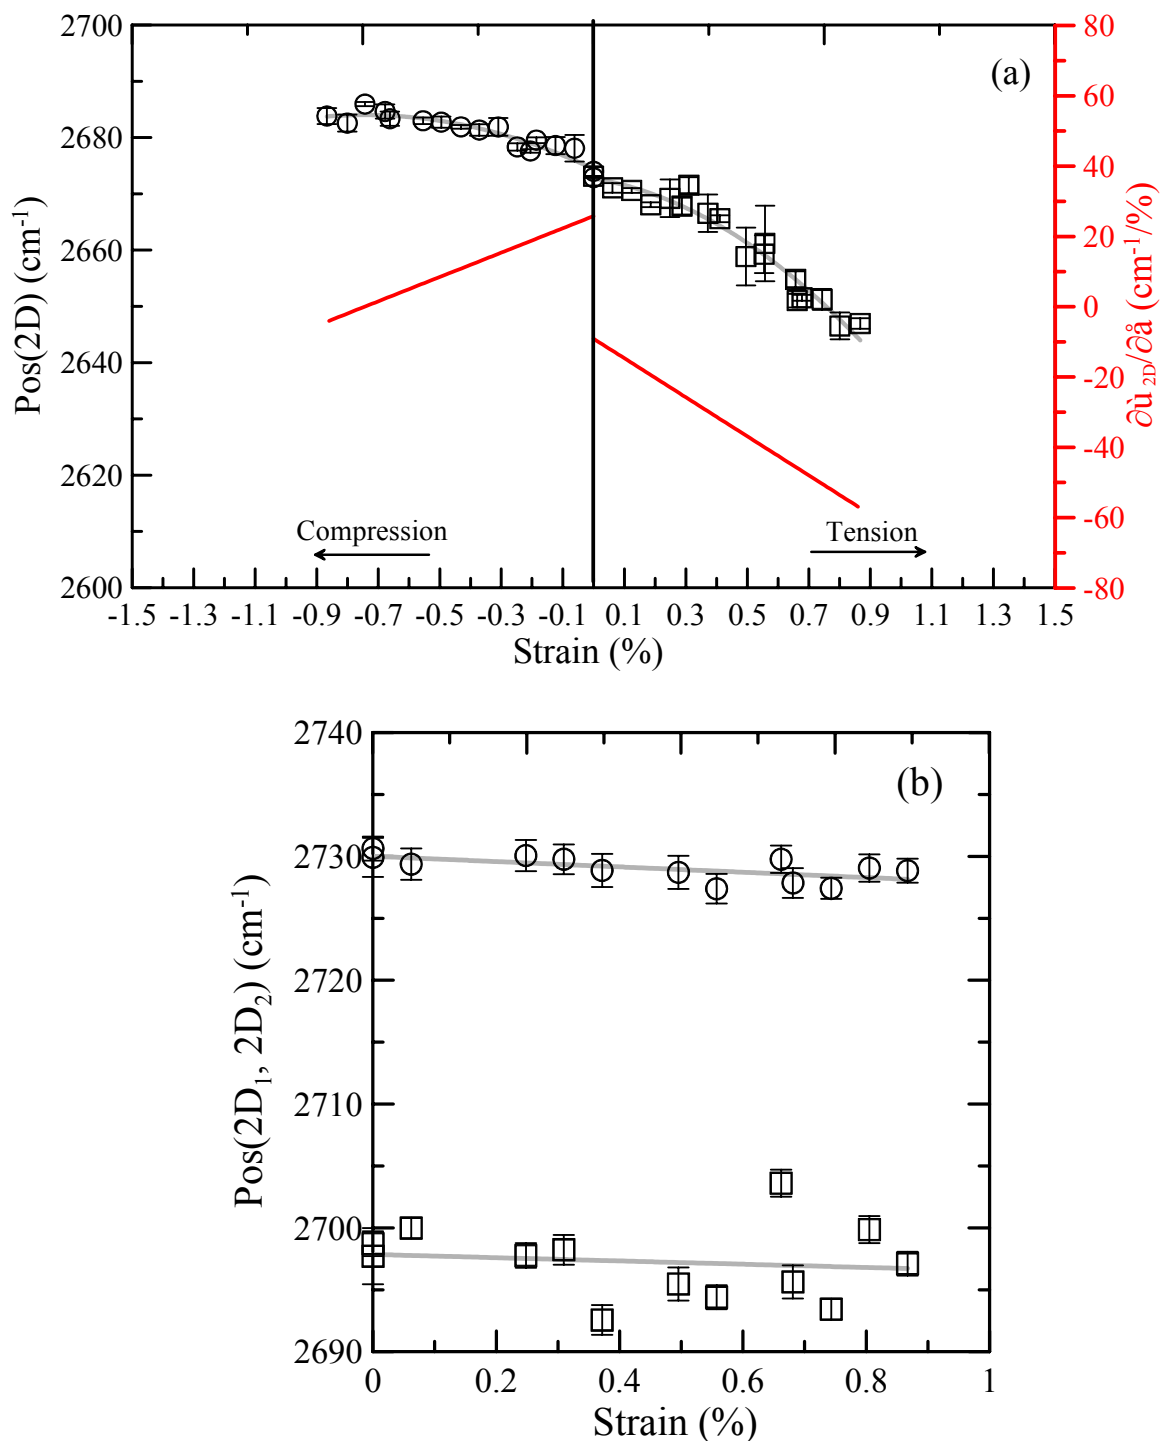 2700
2680
2660
2640
2620
2600
Pos(2D) (cm⁻¹)
(a)
80
60
40
20
0
-20
-40
-60
-80
∂ù₂D/∂å (cm⁻¹/%)
Compression
Tension
-1.5 -1.3 -1.1 -0.9 -0.7 -0.5 -0.3 -0.1 0.1 0.3 0.5 0.7 0.9 1.1 1.3 1.5
Strain (%)
2740
2730
2720
2710
2700
2690
Pos(2D₁, 2D₂) (cm⁻¹)
(b)
0 0.2 0.4 0.6 0.8 1
Strain (%)